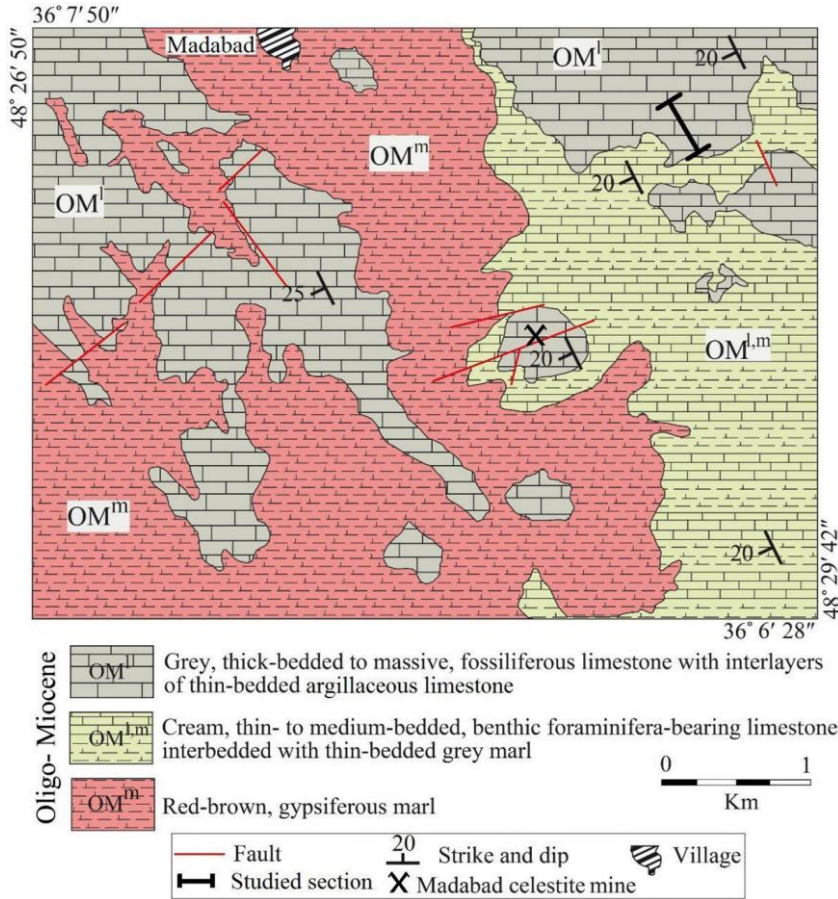 36° 7′ 50″
48° 26′ 50″
Madabad
OMˡ
20
OMᵐ
20
OMˡ
25
20
OMˡ,ᵐ
OMᵐ
20
48° 29′ 42″
36° 6′ 28″
Oligo- Miocene
OMˡ
Grey, thick-bedded to massive, fossiliferous limestone with interlayers
of thin-bedded argillaceous limestone
OMˡ,ᵐ
Cream, thin- to medium-bedded, benthic foraminifera-bearing limestone
interbedded with thin-bedded grey marl
OMᵐ
Red-brown, gypsiferous marl
0 1
Km
Fault
20
Strike and dip
Village
Studied section
Madabad celestite mine